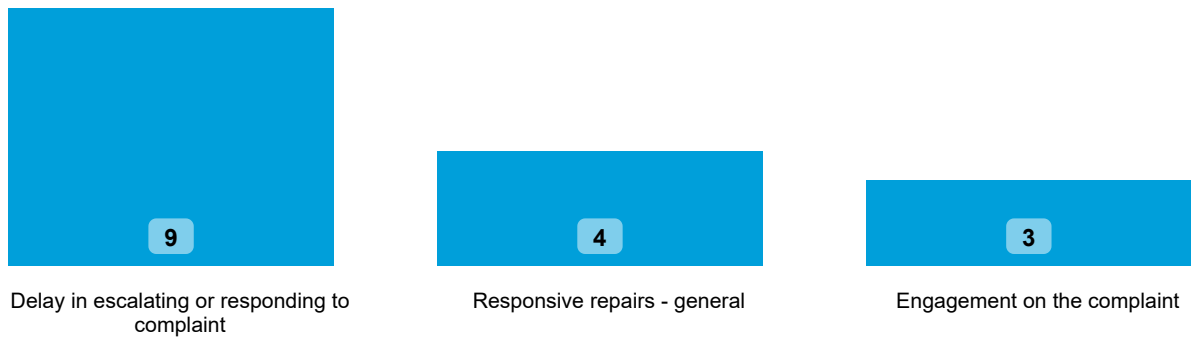 9
4
3
Delay in escalating or responding to
complaint
Responsive repairs - general
Engagement on the complaint